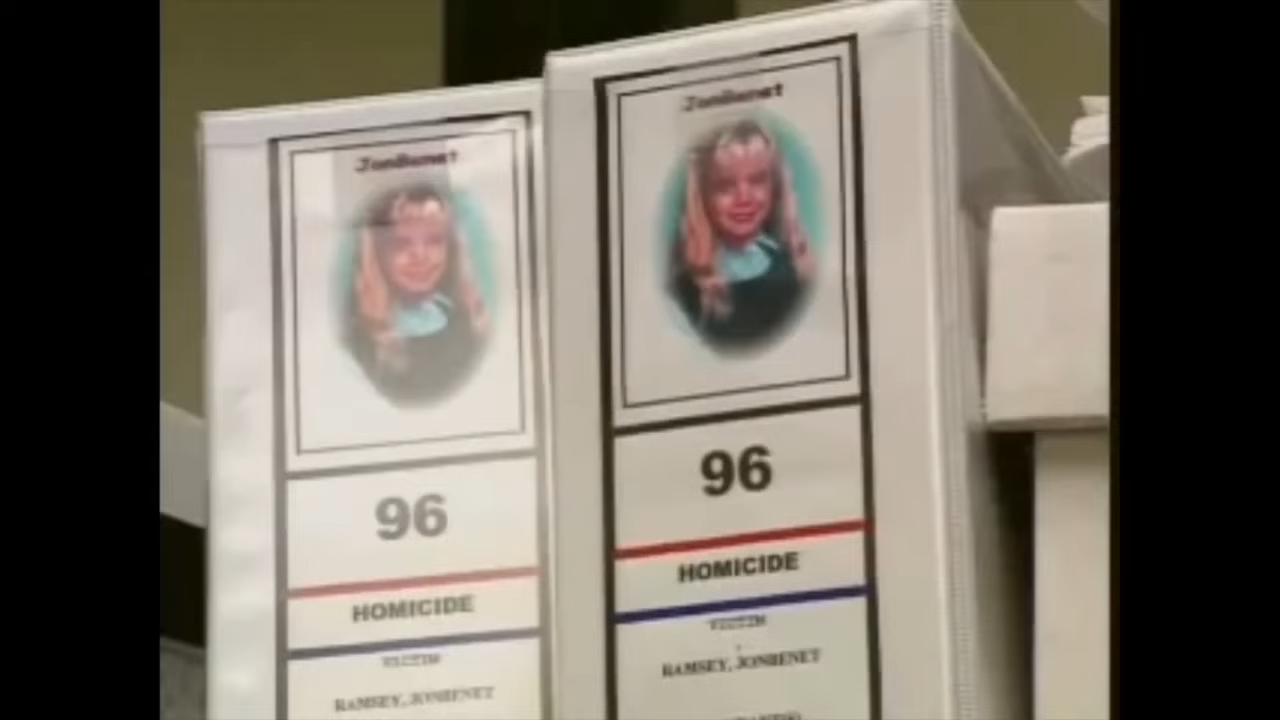 JonBenet
96
HOMICIDE
VICTIM
RAMSEY, JONBENET
JonBenet
96
HOMICIDE
VICTIM
RAMSEY, JONBENET